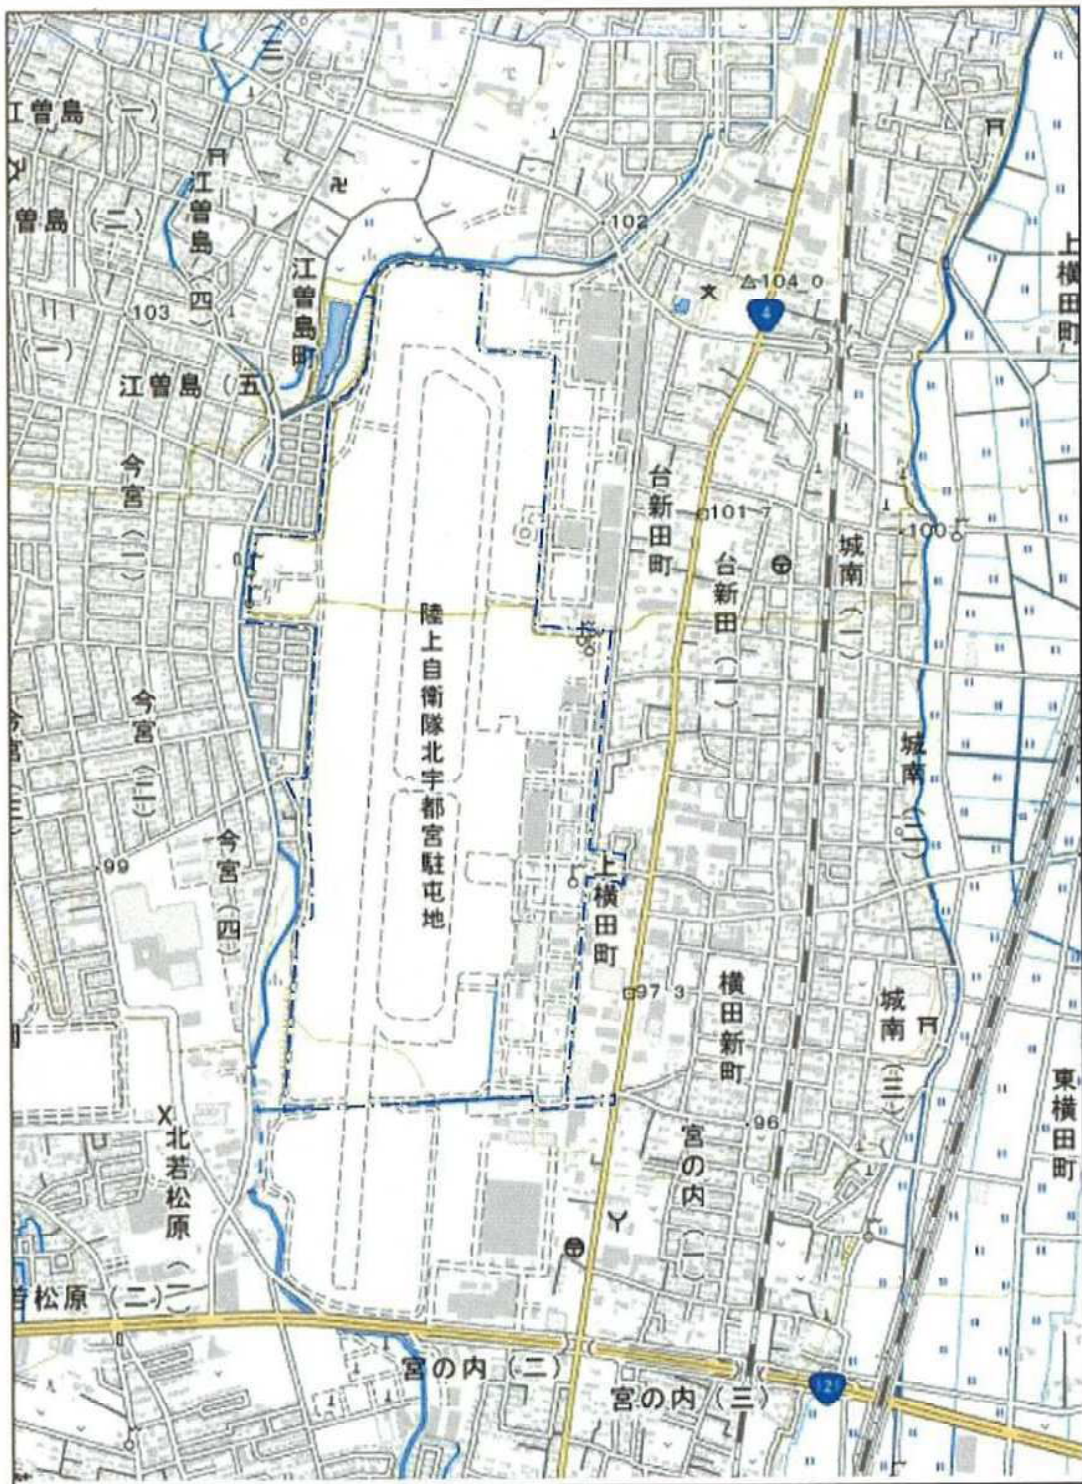 江曽島（一）
（三）
江曽島（四）
曽島（二）
102
上横田町
104.0
江曽島町
4
103
（一）
江曽島（五）
今宮（一）
台新田町
101.7
100
城南（一）
台新田（一）
陸上自衛隊北宇都宮駐屯地
今宮（二）
今宮（三）
城南（二）
99
今宮（四）
上横田町
97.3
横田新町
城南（三）
東横田町
96
北若松原（一）
宮の内（一）
若松原（二）
宮の内（二）
宮の内（三）
121